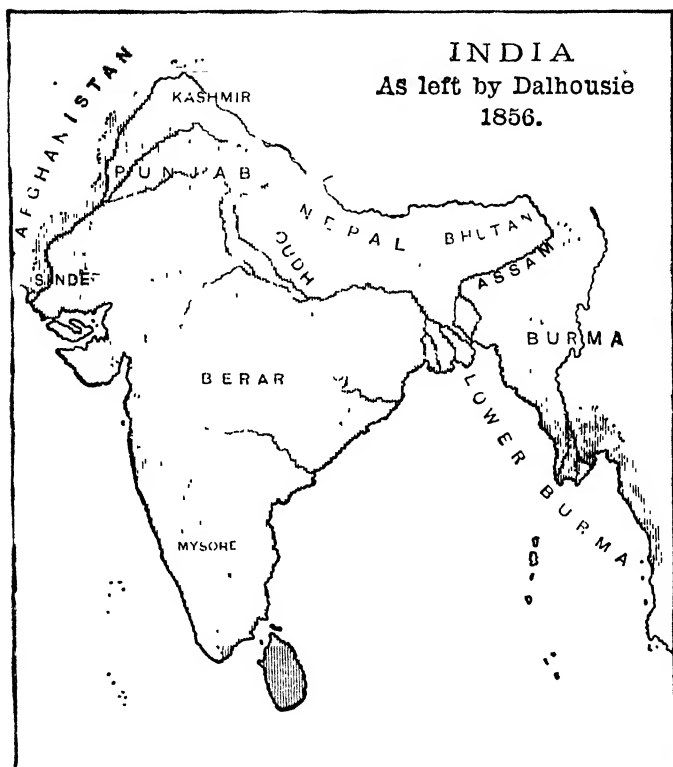 INDIA
As left by Dalhousie
1856.
AFGHANISTAN
KASHMIR
PUNJAB
NEPAL
BHUTAN
OUDH
ASSAM
SINDE
BURMA
BERAR
LOWER BURMA
MYSORE